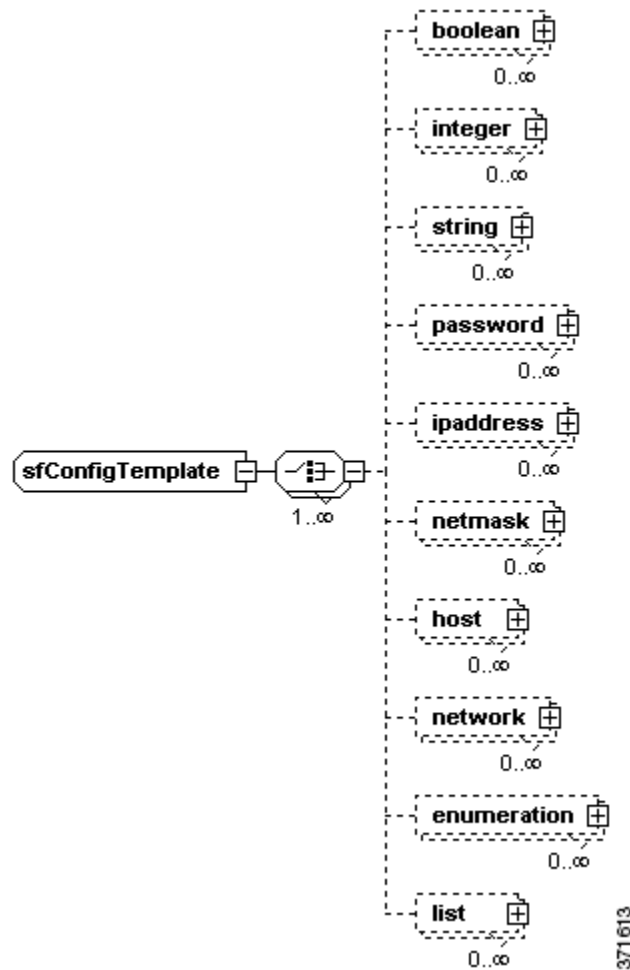 boolean
0..∞
integer
0..∞
string
0..∞
password
0..∞
ipaddress
0..∞
sfConfigTemplate
1..∞
netmask
0..∞
host
0..∞
network
0..∞
enumeration
0..∞
list
0..∞
371613